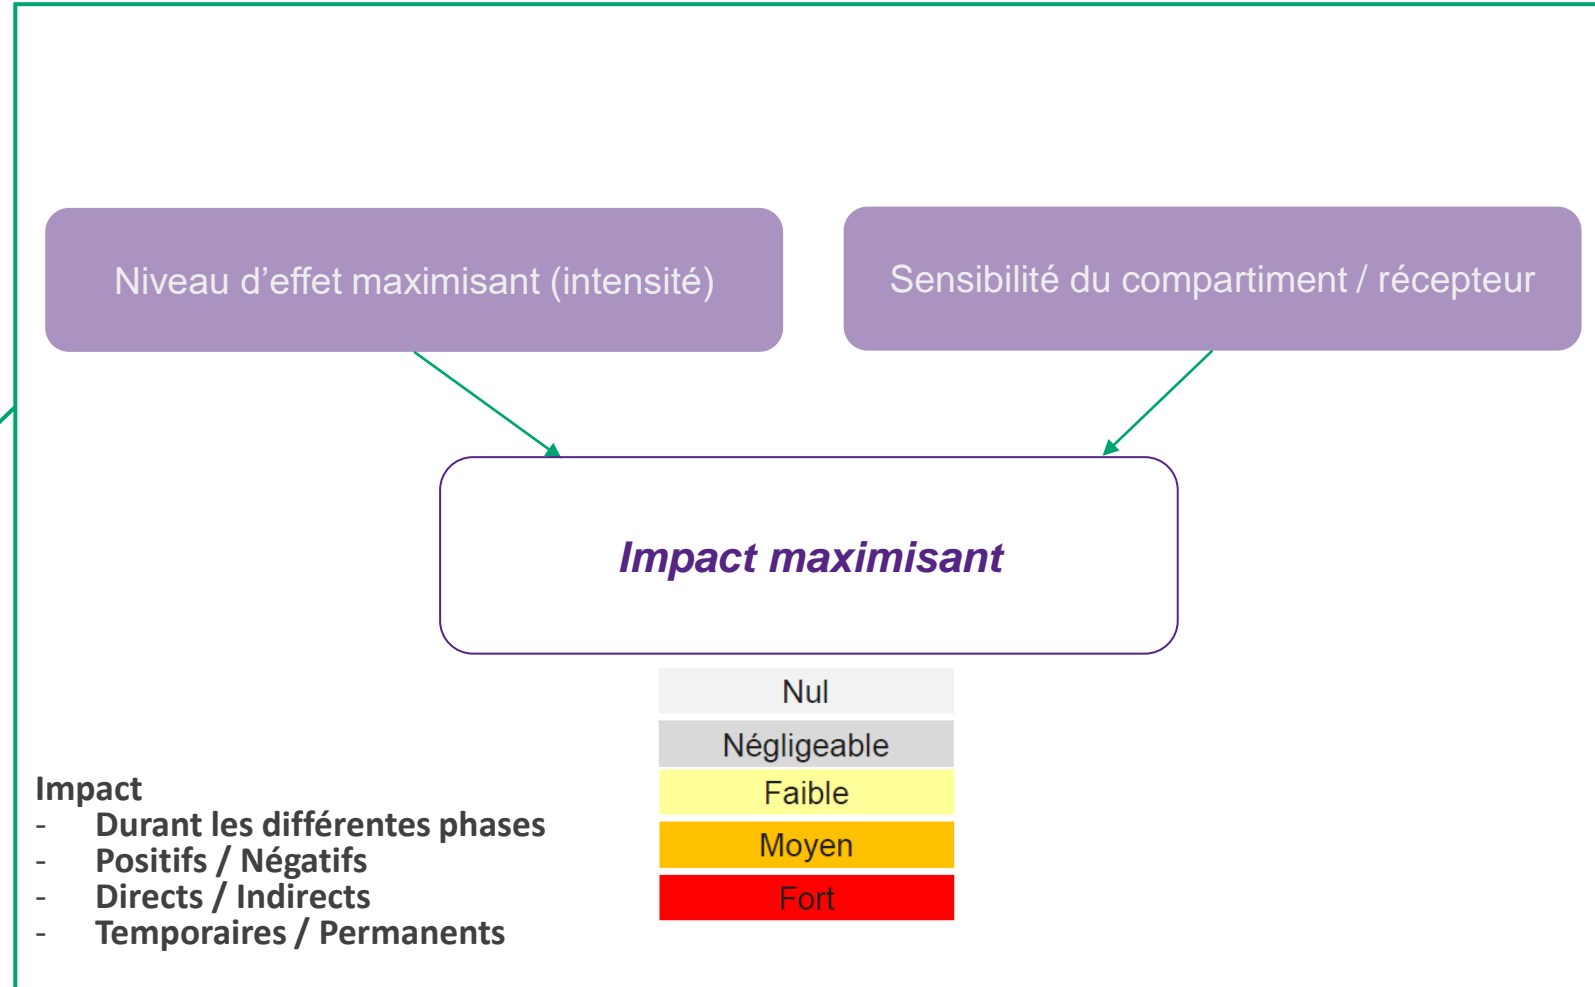 Niveau d’effet maximisant (intensité)
Sensibilité du compartiment / récepteur
Impact maximisant
Nul
Négligeable
Faible
Moyen
Fort
Impact
- Durant les différentes phases
- Positifs / Négatifs
- Directs / Indirects
- Temporaires / Permanents